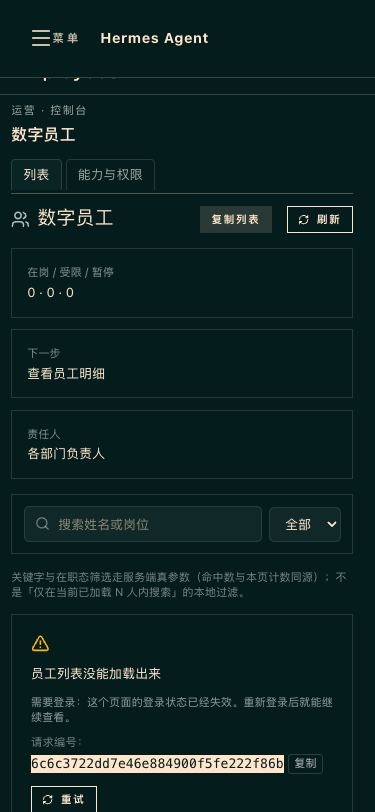 菜单 Hermes Agent
运营 · 控制台
数字员工
列表 能力与权限
数字员工 复制列表 刷新
在岗 / 受限 / 暂停
0 · 0 · 0
下一步
查看员工明细
责任人
各部门负责人
搜索姓名或岗位 全部
关键字与在职态筛选走服务端真参数（命中数与本页计数同源）；不
是「仅在当前已加载 N 人内搜索」的本地过滤。
员工列表没能加载出来
需要登录：这个页面的登录状态已经失效。重新登录后就能继
续查看。
请求编号：
6c6c3722dd7e46e884900f5fe222f86b 复制
重试